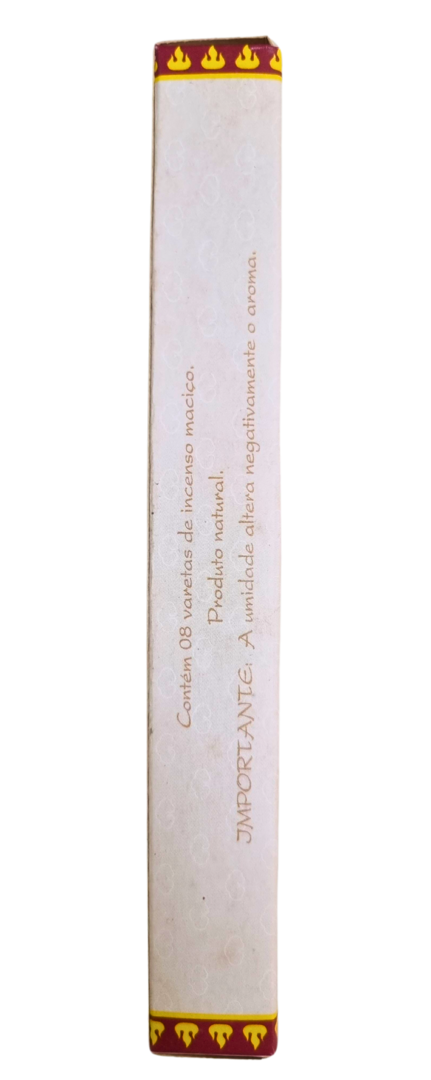 Contém 08 varetas de incenso maciço.
Produto natural.
IMPORTANTE: A umidade altera negativamente o aroma.